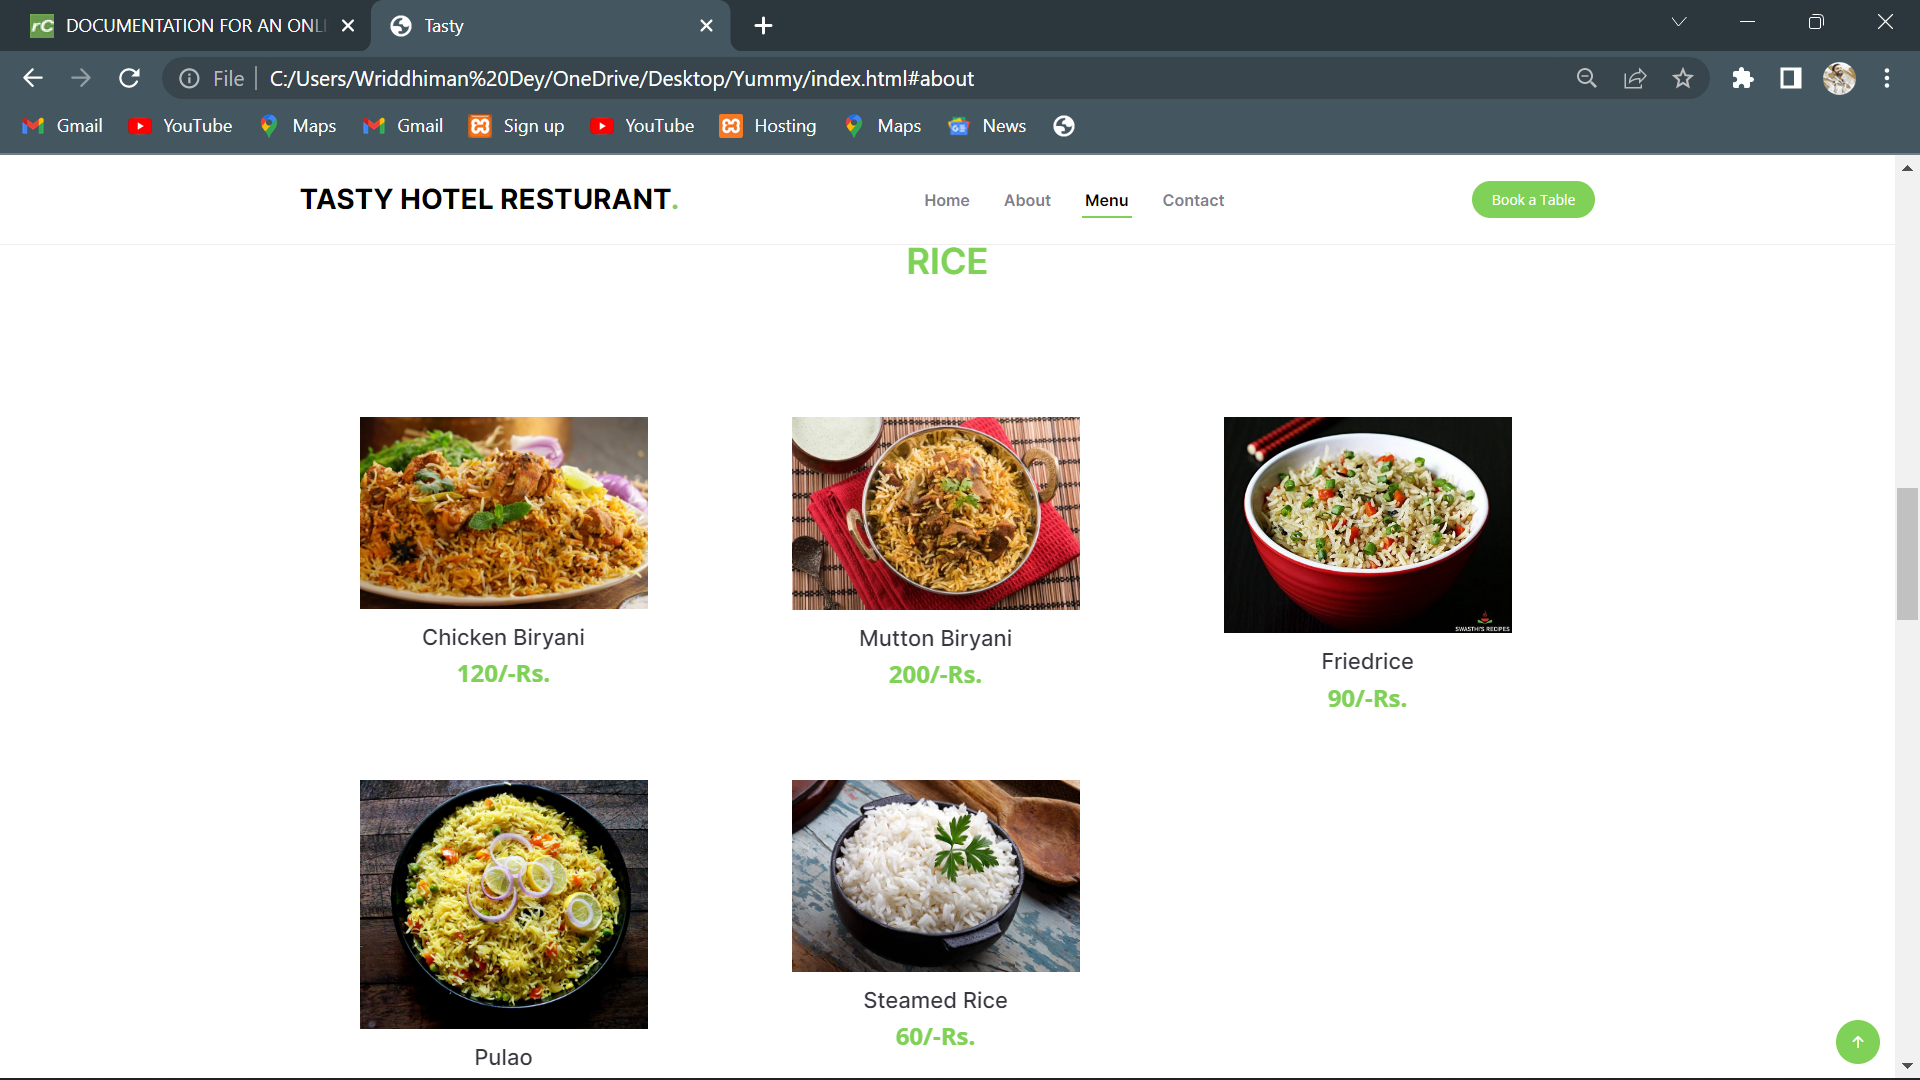 DOCUMENTATION FOR AN ONLI
Tasty
File
C:/Users/Wriddhiman%20Dey/OneDrive/Desktop/Yummy/index.html#about
Gmail YouTube Maps Gmail Sign up YouTube Hosting Maps News
TASTY HOTEL RESTURANT.
Home About Menu Contact
Book a Table
RICE
SWASTHI'S RECIPES
Chicken Biryani
120/-Rs.
Mutton Biryani
200/-Rs.
Friedrice
90/-Rs.
Pulao
Steamed Rice
60/-Rs.